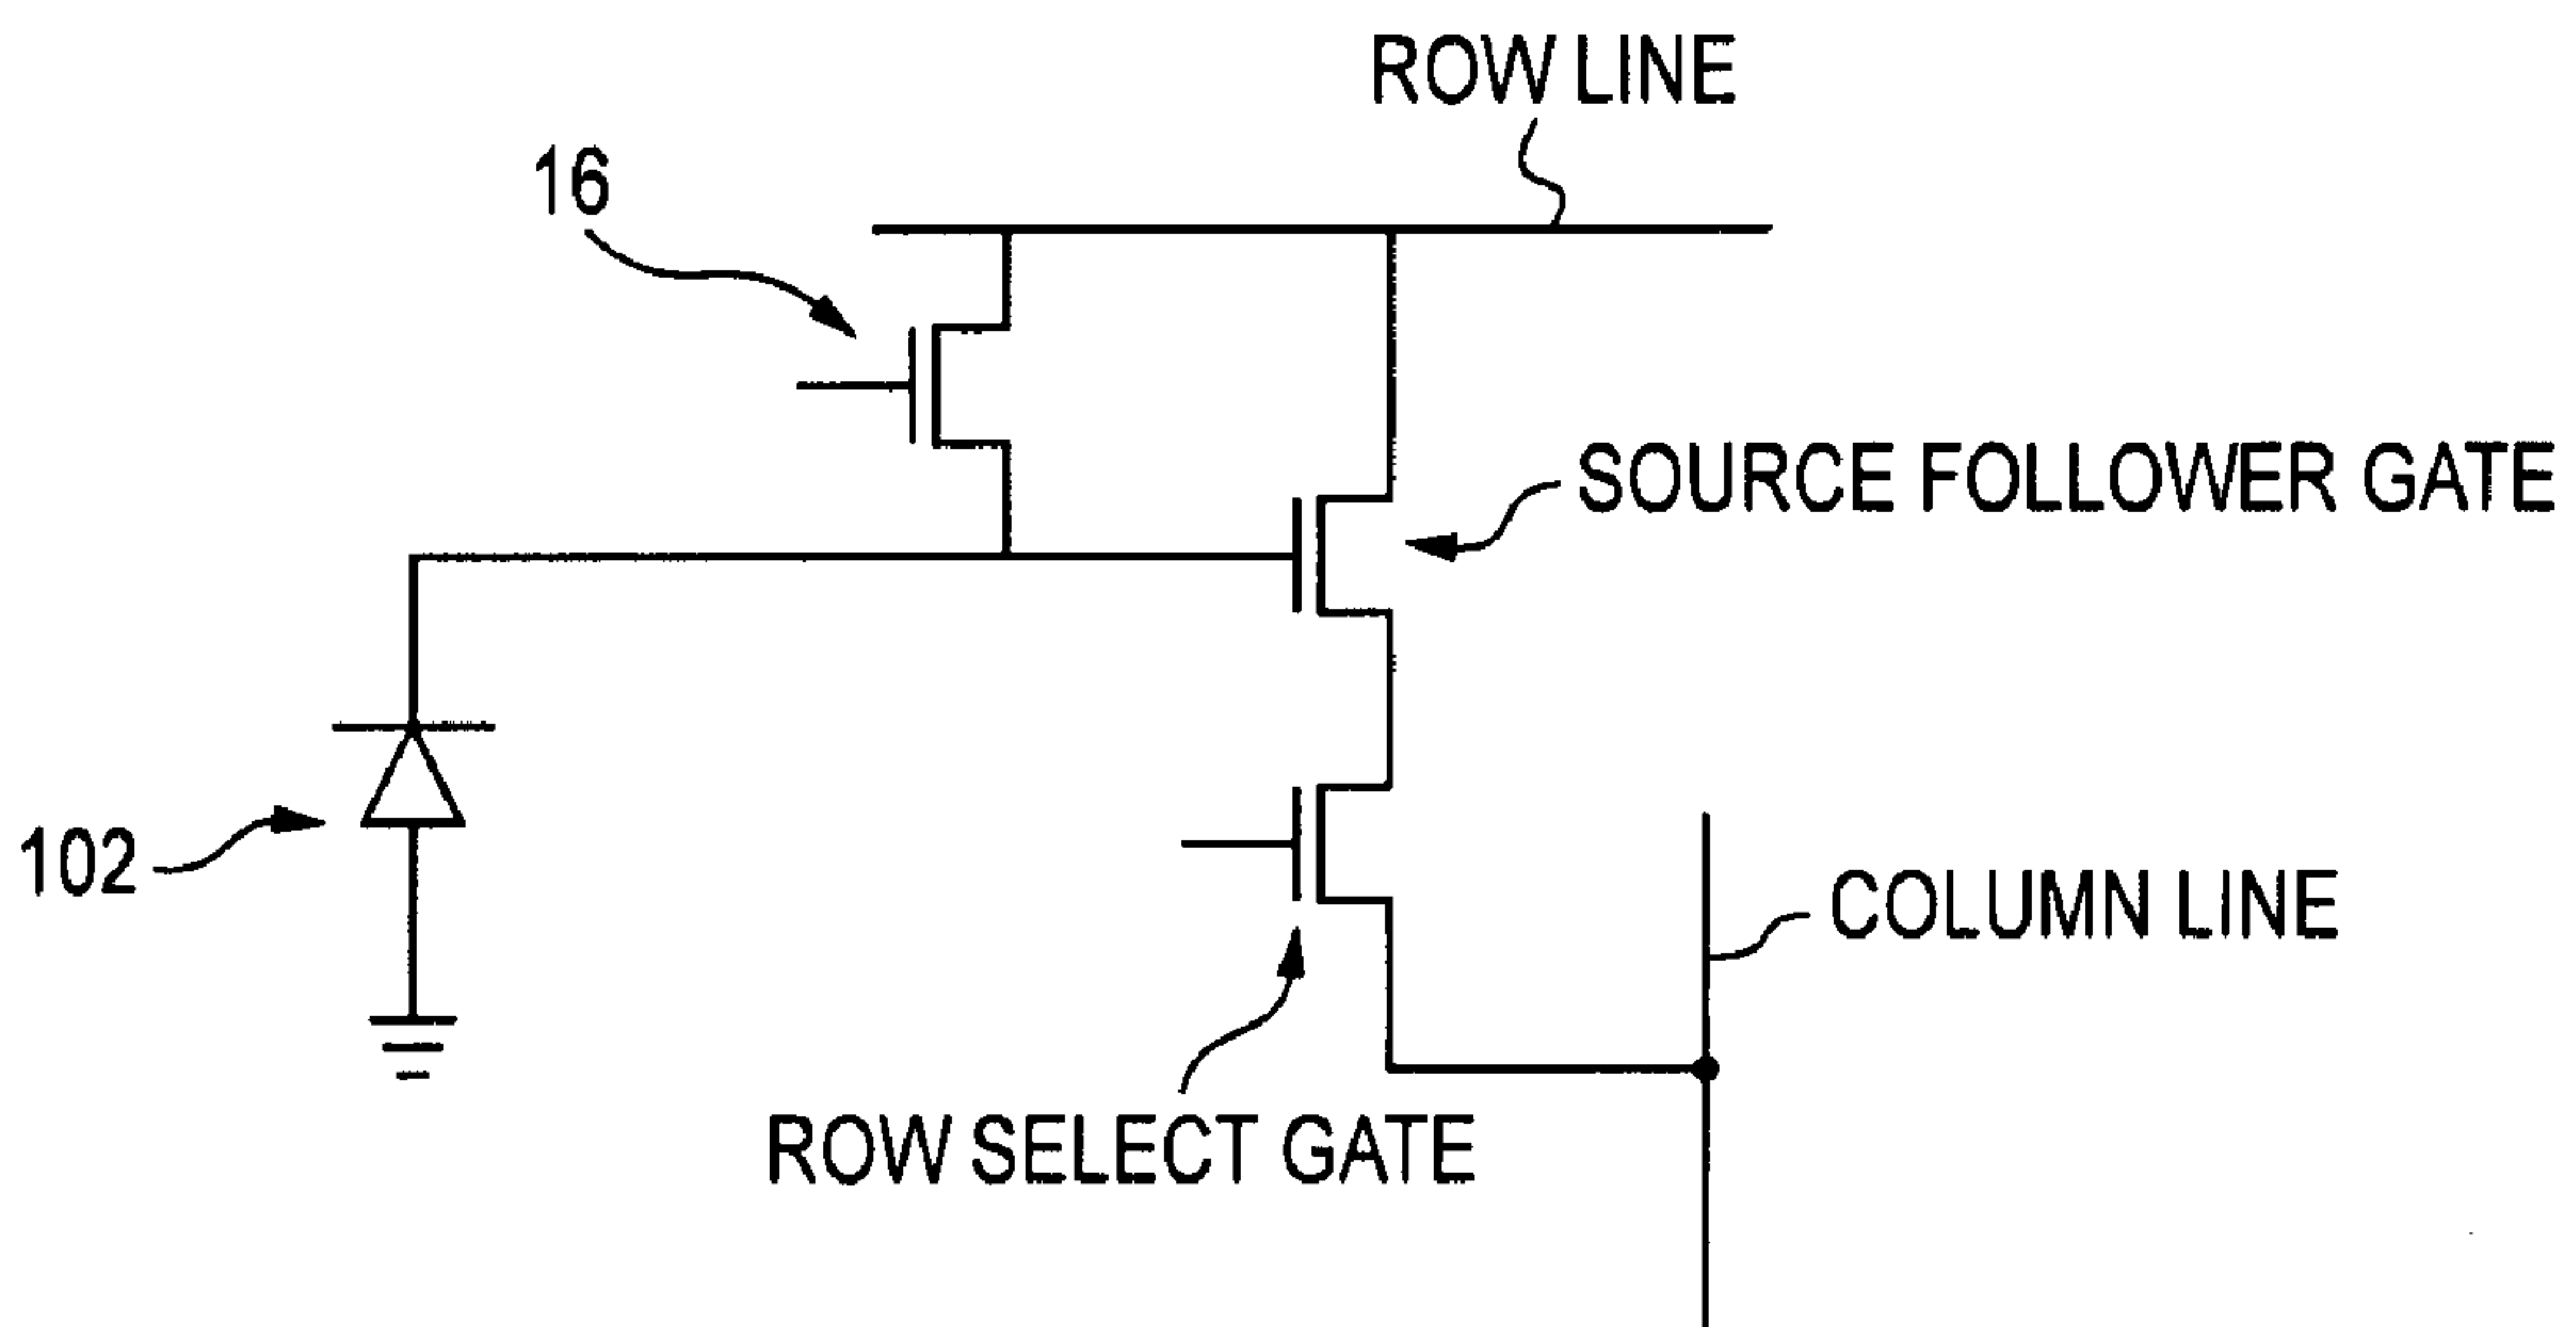 ROW LINE
16
SOURCE FOLLOWER GATE
102
COLUMN LINE
ROW SELECT GATE